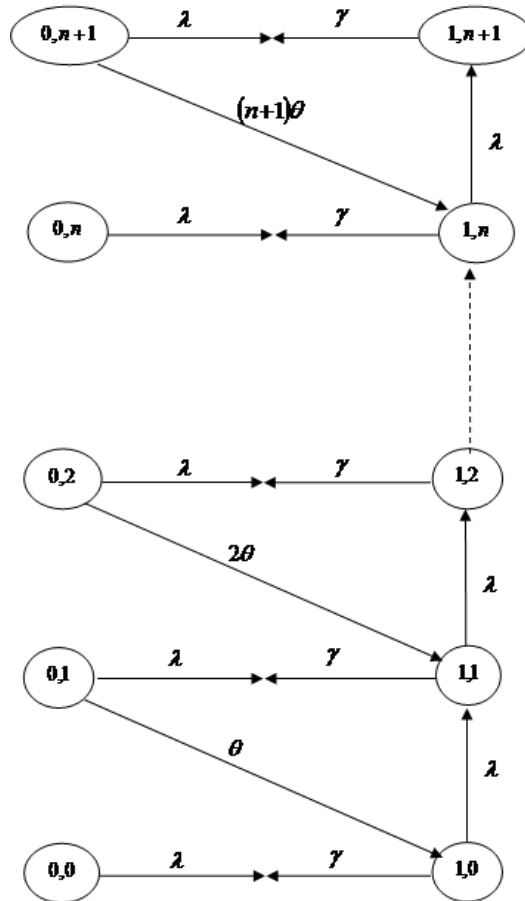 0,n+1 λ γ 1,n+1
(n+1)θ
λ
0,n λ γ 1,n
0,2 λ γ 1,2
2θ
λ
0,1 λ γ 1,1
θ
λ
0,0 λ γ 1,0